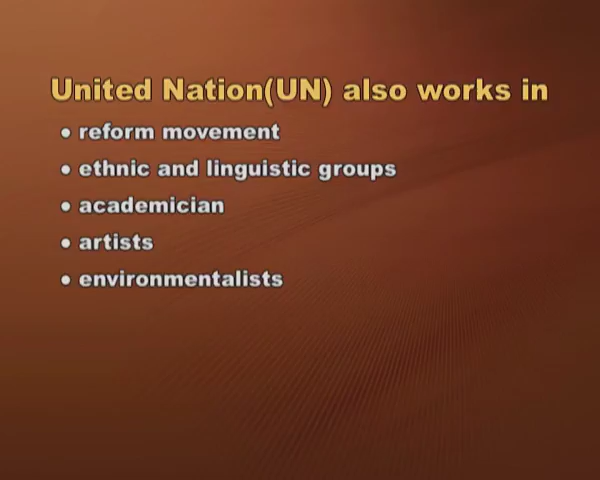 United Nation(UN) also works in
• reform movement
• ethnic and linguistic groups
• academician
• artists
• environmentalists